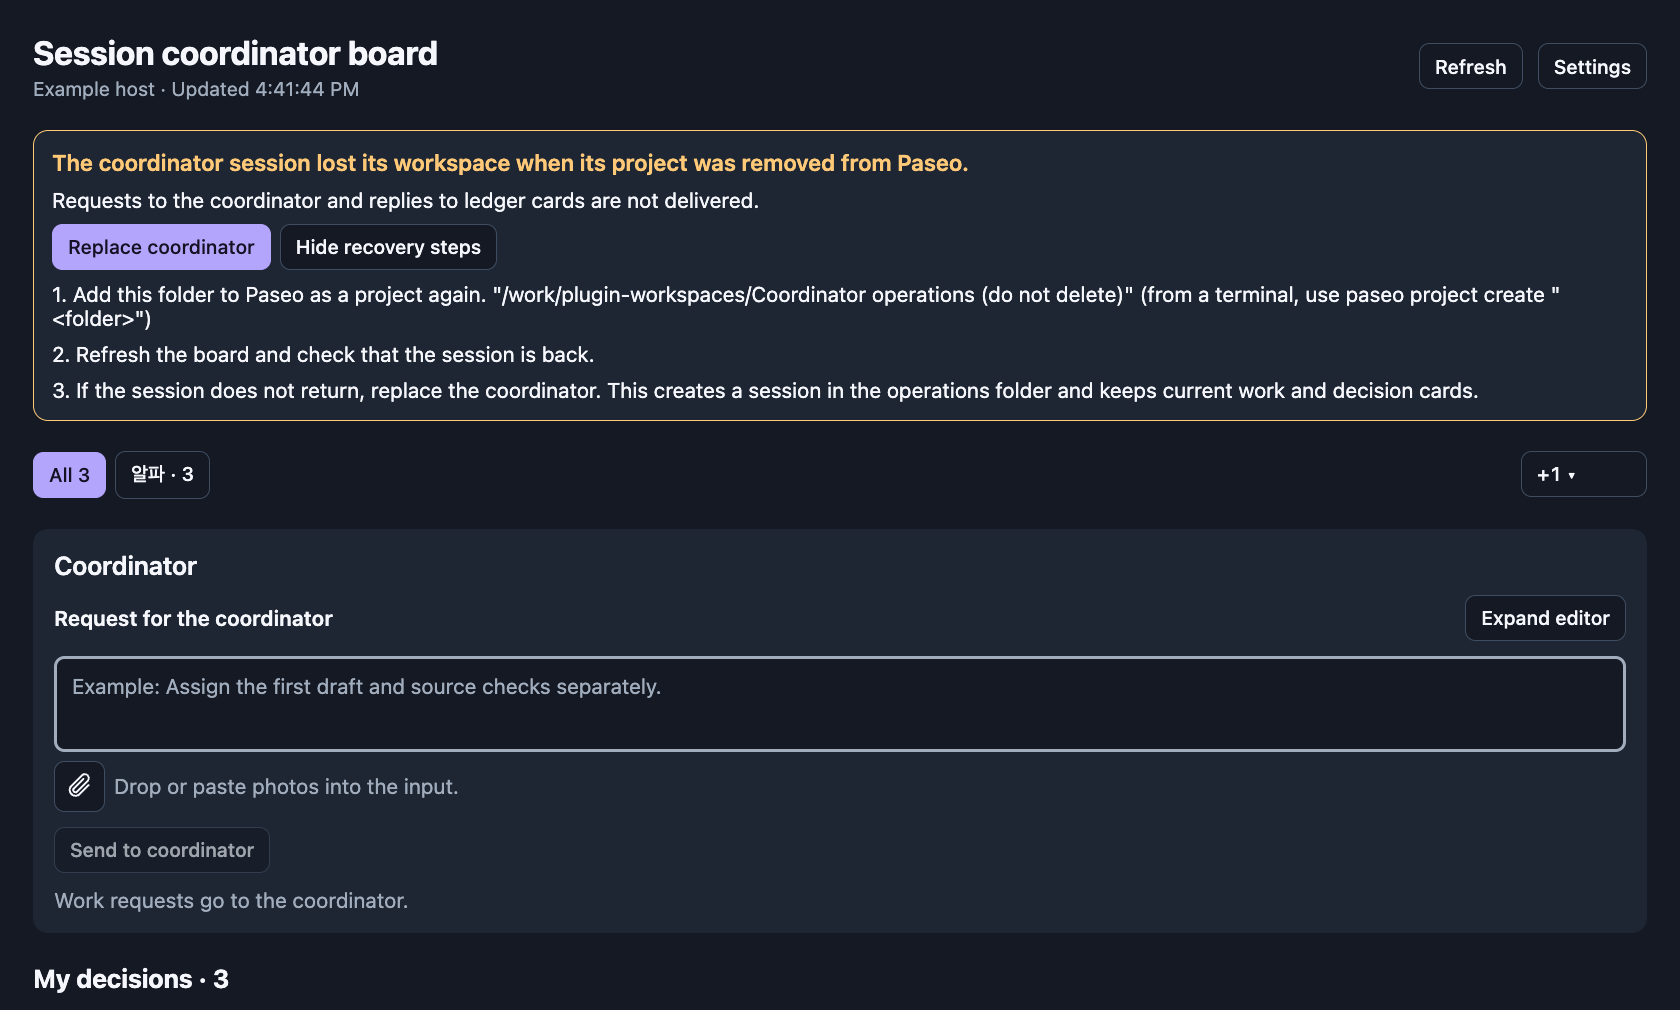 Session coordinator board
Example host · Updated 4:41:44 PM
Refresh
Settings
The coordinator session lost its workspace when its project was removed from Paseo.
Requests to the coordinator and replies to ledger cards are not delivered.
Replace coordinator
Hide recovery steps
1. Add this folder to Paseo as a project again. "/work/plugin-workspaces/Coordinator operations (do not delete)" (from a terminal, use paseo project create "
<folder>")
2. Refresh the board and check that the session is back.
3. If the session does not return, replace the coordinator. This creates a session in the operations folder and keeps current work and decision cards.
All 3
알파 · 3
+1 ▾
Coordinator
Request for the coordinator
Expand editor
Example: Assign the first draft and source checks separately.
Drop or paste photos into the input.
Send to coordinator
Work requests go to the coordinator.
My decisions · 3